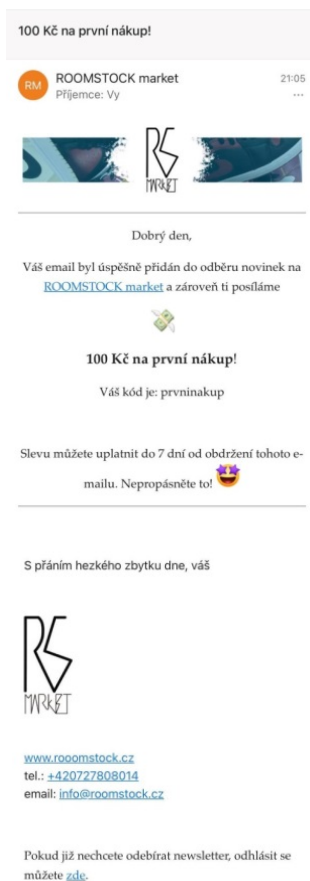 100 Kč na první nákup!
RM
ROOMSTOCK market
21:05
Příjemce: Vy
...
RS
MARKET
Dobrý den,
Váš email byl úspěšně přidán do odběru novinek na
ROOMSTOCK market a zároveň ti posíláme
100 Kč na první nákup!
Váš kód je: prvninakup
Slevu můžete uplatnit do 7 dní od obdržení tohoto e-
mailu. Nepropásněte to!
S přáním hezkého zbytku dne, váš
RS
MARKET
www.rooomstock.cz
tel.: +420727808014
email: info@roomstock.cz
Pokud již nechcete odebírat newsletter, odhlásit se
můžete zde.